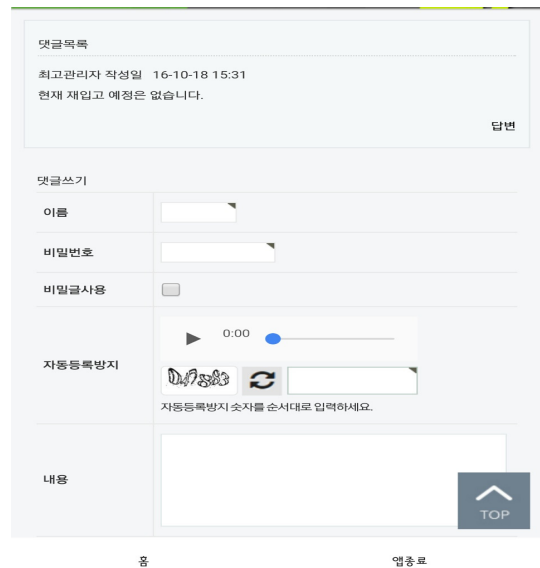 댓글목록
최고관리자 작성일 16-10-18 15:31
현재 재입고 예정은 없습니다.
답변
댓글쓰기
이름
비밀번호
비밀글사용
0:00
자동등록방지
자동등록방지 숫자를 순서대로 입력하세요.
내용
TOP
홈 앱종료